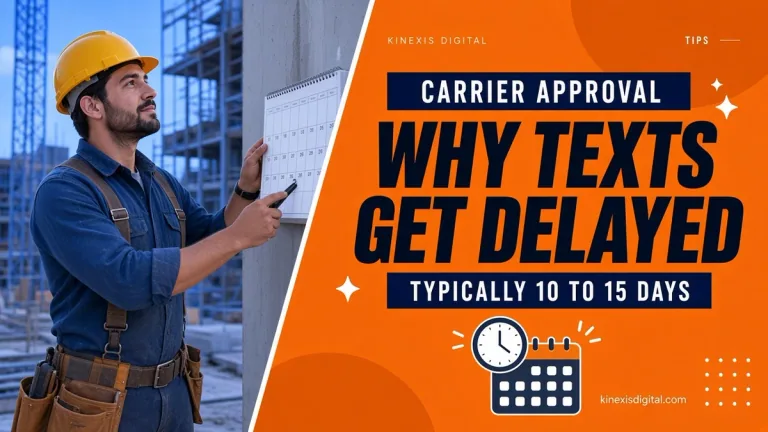 KINEXIS DIGITAL
TIPS
CARRIER APPROVAL
WHY TEXTS
GET DELAYED
TYPICALLY 10 TO 15 DAYS
kinexisdigital.com